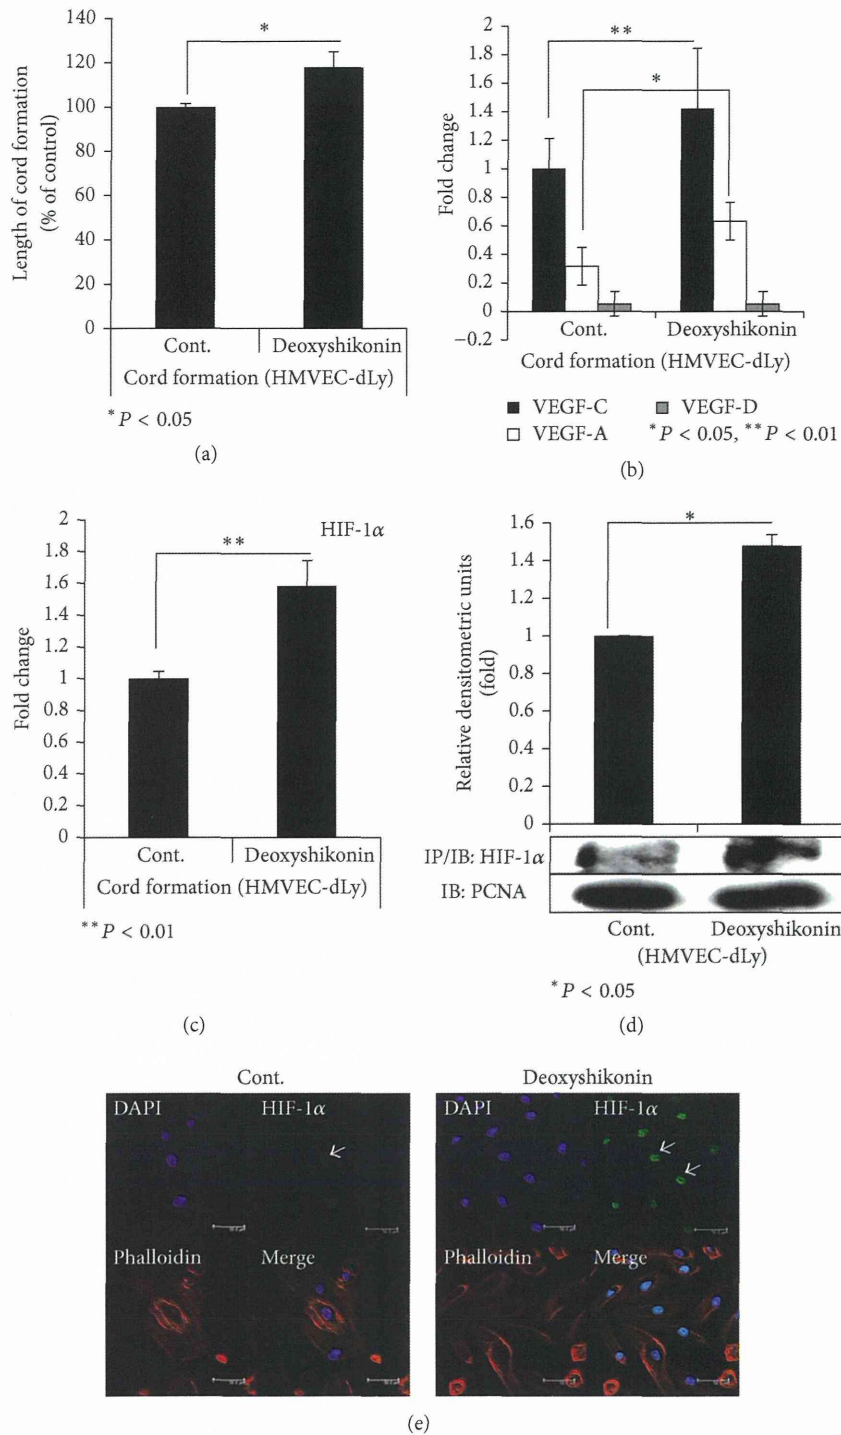 *
140
120
100
80
60
40
20
0
Length of cord formation
(% of control)
Cont.
Deoxyshikonin
Cord formation (HMVEC-dLy)
*P < 0.05
(a)
**
*
2
1.8
1.6
1.4
1.2
1
0.8
0.6
0.4
0.2
0
−0.2
Fold change
Cont.
Deoxyshikonin
Cord formation (HMVEC-dLy)
VEGF-C
VEGF-D
VEGF-A
*P < 0.05, **P < 0.01
(b)
HIF-1α
**
2
1.8
1.6
1.4
1.2
1
0.8
0.6
0.4
0.2
0
Fold change
Cont.
Deoxyshikonin
Cord formation (HMVEC-dLy)
**P < 0.01
(c)
*
1.6
1.4
1.2
1
0.8
0.6
0.4
0.2
0
Relative densitometric units
(fold)
IP/IB: HIF-1α
IB: PCNA
Cont.
Deoxyshikonin
(HMVEC-dLy)
*P < 0.05
(d)
Cont.
DAPI
HIF-1α
Phalloidin
Merge
Deoxyshikonin
DAPI
HIF-1α
Phalloidin
Merge
(e)